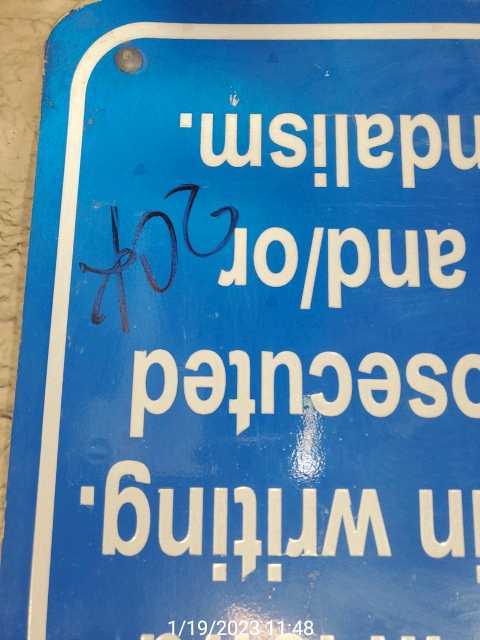 in writing.
osecuted
and/or
ndalism.
1/19/2023 11:48